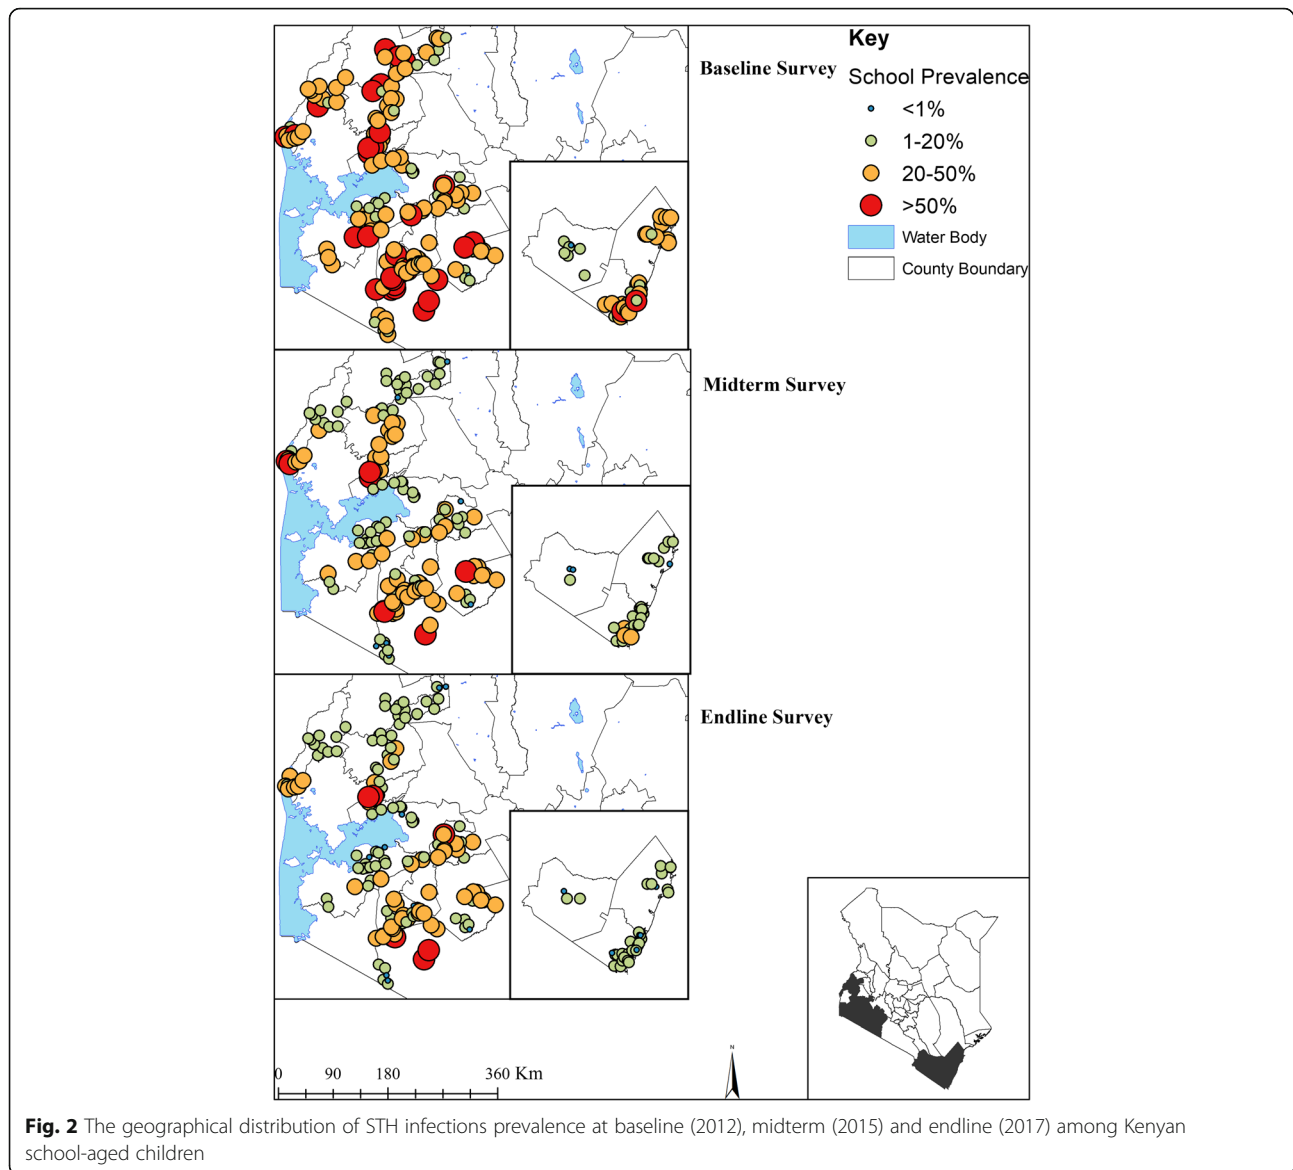 Baseline Survey
Key
School Prevalence
<1%
1-20%
20-50%
>50%
Water Body
County Boundary
Midterm Survey
Endline Survey
0 90 180 360 Km
N
Fig. 2 The geographical distribution of STH infections prevalence at baseline (2012), midterm (2015) and endline (2017) among Kenyan
school-aged children